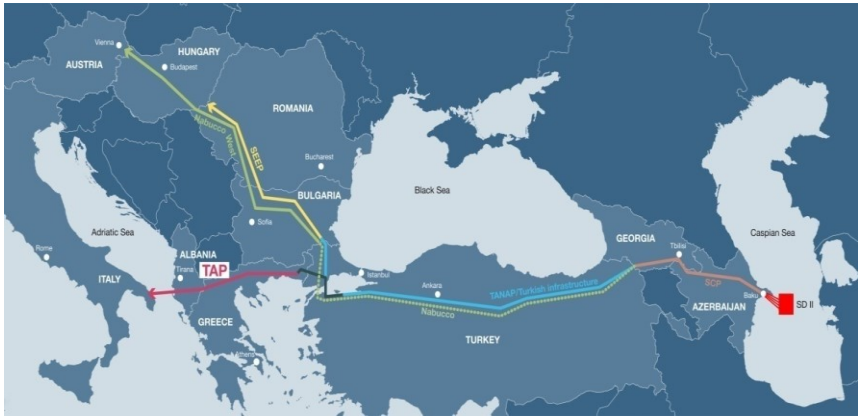 Vienna
AUSTRIA
HUNGARY
Budapest
ROMANIA
Nabucco West
SEEP
Bucharest
BULGARIA
Sofia
Black Sea
Caspian Sea
Adriatic Sea
Rome
ITALY
ALBANIA
Tirana
TAP
GREECE
Athens
Istanbul
Ankara
TANAP/Turkish infrastructure
Nabucco
TURKEY
GEORGIA
Tbilisi
SCP
Baku
AZERBAIJAN
SD II